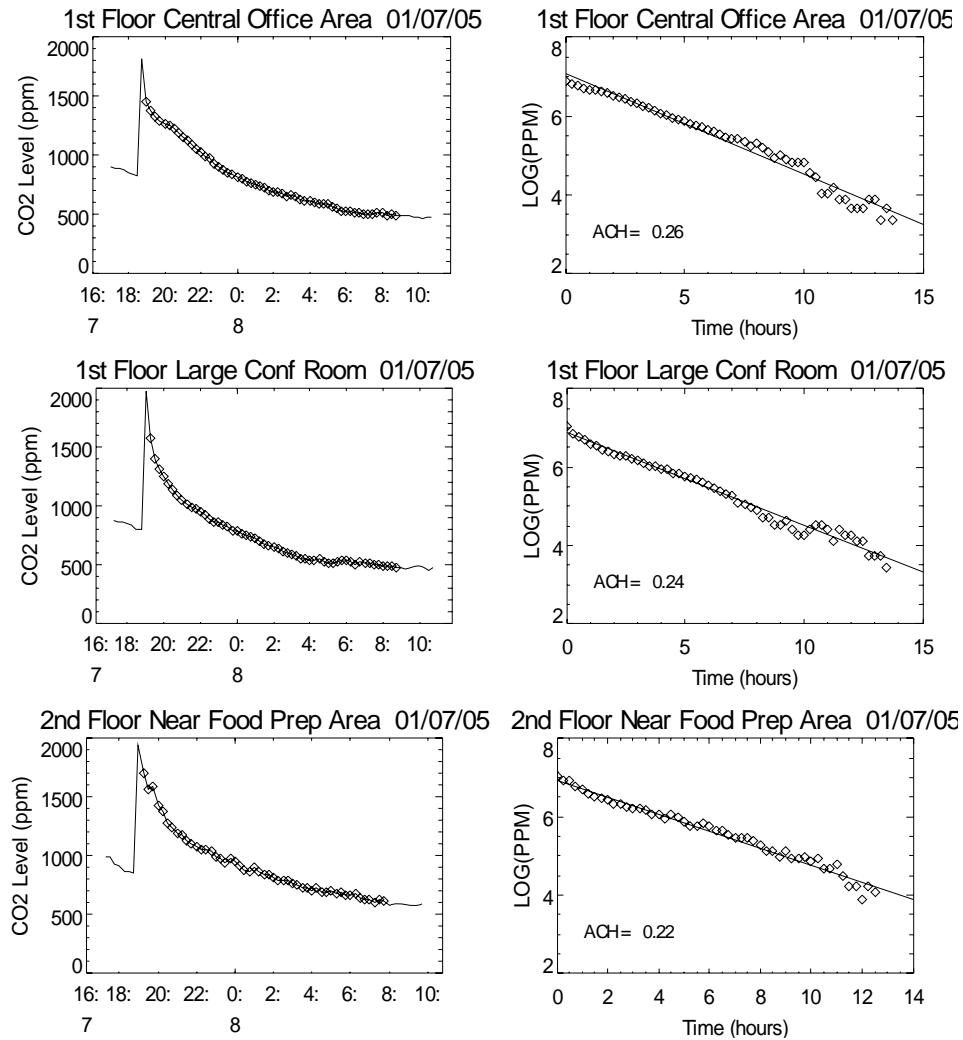 1st Floor Central Office Area 01/07/05
CO2 Level (ppm)
2000
1500
1000
500
0
16: 18: 20: 22: 0: 2: 4: 6: 8: 10:
7 8
1st Floor Central Office Area 01/07/05
LOG(PPM)
8
6
4
2
ACH= 0.26
0 5 10 15
Time (hours)
1st Floor Large Conf Room 01/07/05
CO2 Level (ppm)
2000
1500
1000
500
0
16: 18: 20: 22: 0: 2: 4: 6: 8: 10:
7 8
1st Floor Large Conf Room 01/07/05
LOG(PPM)
8
6
4
2
ACH= 0.24
0 5 10 15
Time (hours)
2nd Floor Near Food Prep Area 01/07/05
CO2 Level (ppm)
2000
1500
1000
500
0
16: 18: 20: 22: 0: 2: 4: 6: 8: 10:
7 8
2nd Floor Near Food Prep Area 01/07/05
LOG(PPM)
8
6
4
2
ACH= 0.22
0 2 4 6 8 10 12 14
Time (hours)